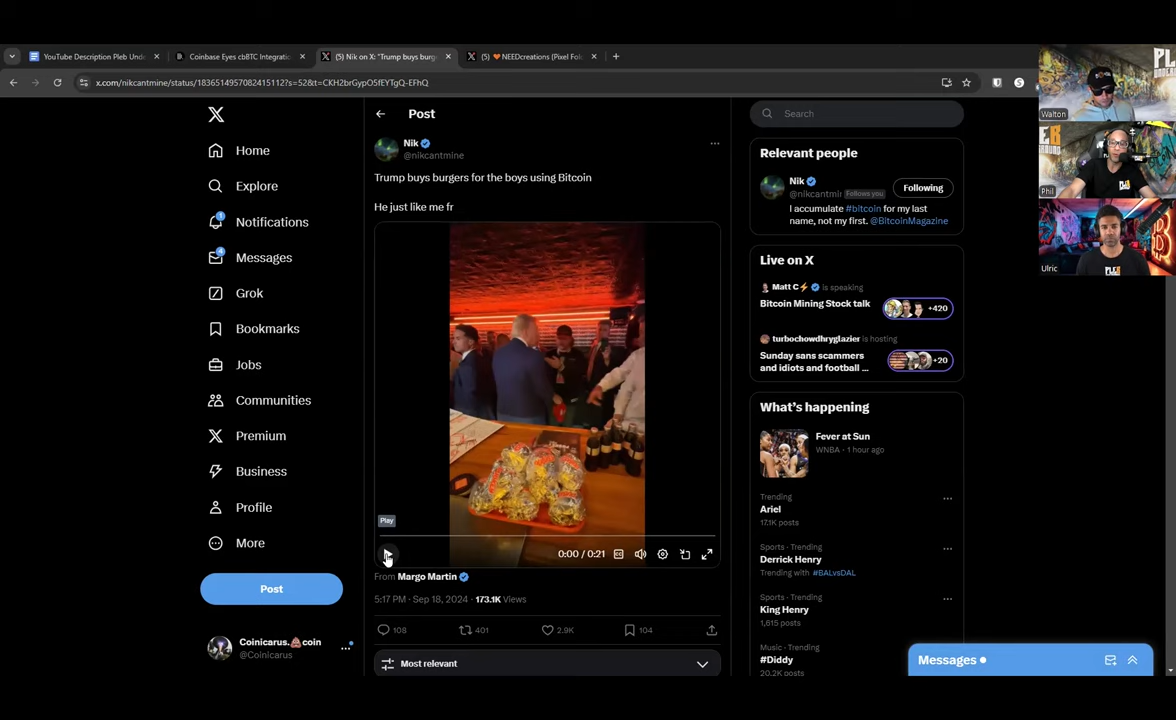 YouTube Description Pleb Und
Coinbase Eyes cbBTC Integratio
(5) Nik on X: "Trump buys burg
(5) 🧡 NEEDcreations (Pixel Fol
x.com/nikcantmine/status/1836514957082415112?s=52&t=CKH2brGypO5fEYTgQ-EFhQ
Home
Explore
1
Notifications
4
Messages
Grok
Bookmarks
Jobs
Communities
Premium
Business
Profile
More
Post
Coinicarus.💩coin
@Coinicarus
Post
Nik
@nikcantmine
Trump buys burgers for the boys using Bitcoin
He just like me fr
Play
0:00 / 0:21
From Margo Martin
5:17 PM · Sep 18, 2024 · 173.1K Views
108
401
2.9K
104
Most relevant
Search
Relevant people
Nik
@nikcantmir Follows you
Following
I accumulate #bitcoin for my last
name, not my first. @BitcoinMagazine
Live on X
Matt C⚡ is speaking
Bitcoin Mining Stock talk
+420
turbochowdhryglazier is hosting
Sunday sans scammers
and idiots and football ...
+20
What's happening
Fever at Sun
WNBA · 1 hour ago
Trending
Ariel
17.1K posts
Sports · Trending
Derrick Henry
Trending with #BALvsDAL
Sports · Trending
King Henry
1,615 posts
Music · Trending
#Diddy
20.2K posts
Messages
Walton
Phil
Ulric